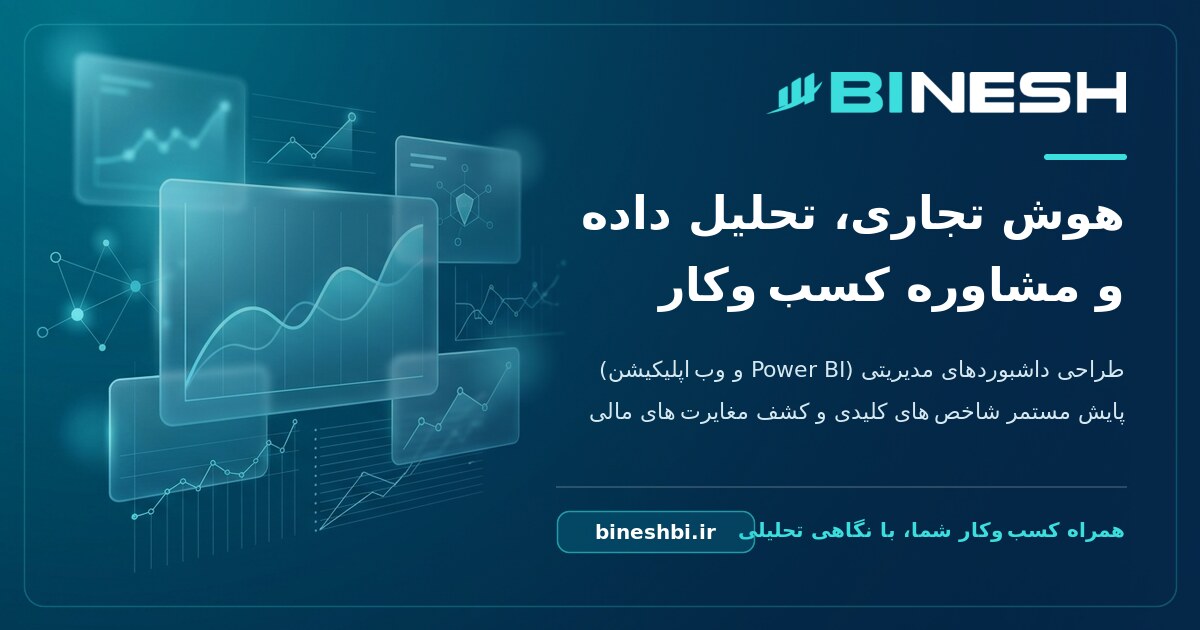 BINESH
هوش تجاری، تحلیل داده
و مشاوره کسب‌وکار
طراحی داشبوردهای مدیریتی (Power BI و وب‌اپلیکیشن)
پایش مستمر شاخص‌های کلیدی و کشف مغایرت‌های مالی
همراه کسب‌وکار شما، با نگاهی تحلیلی
bineshbi.ir